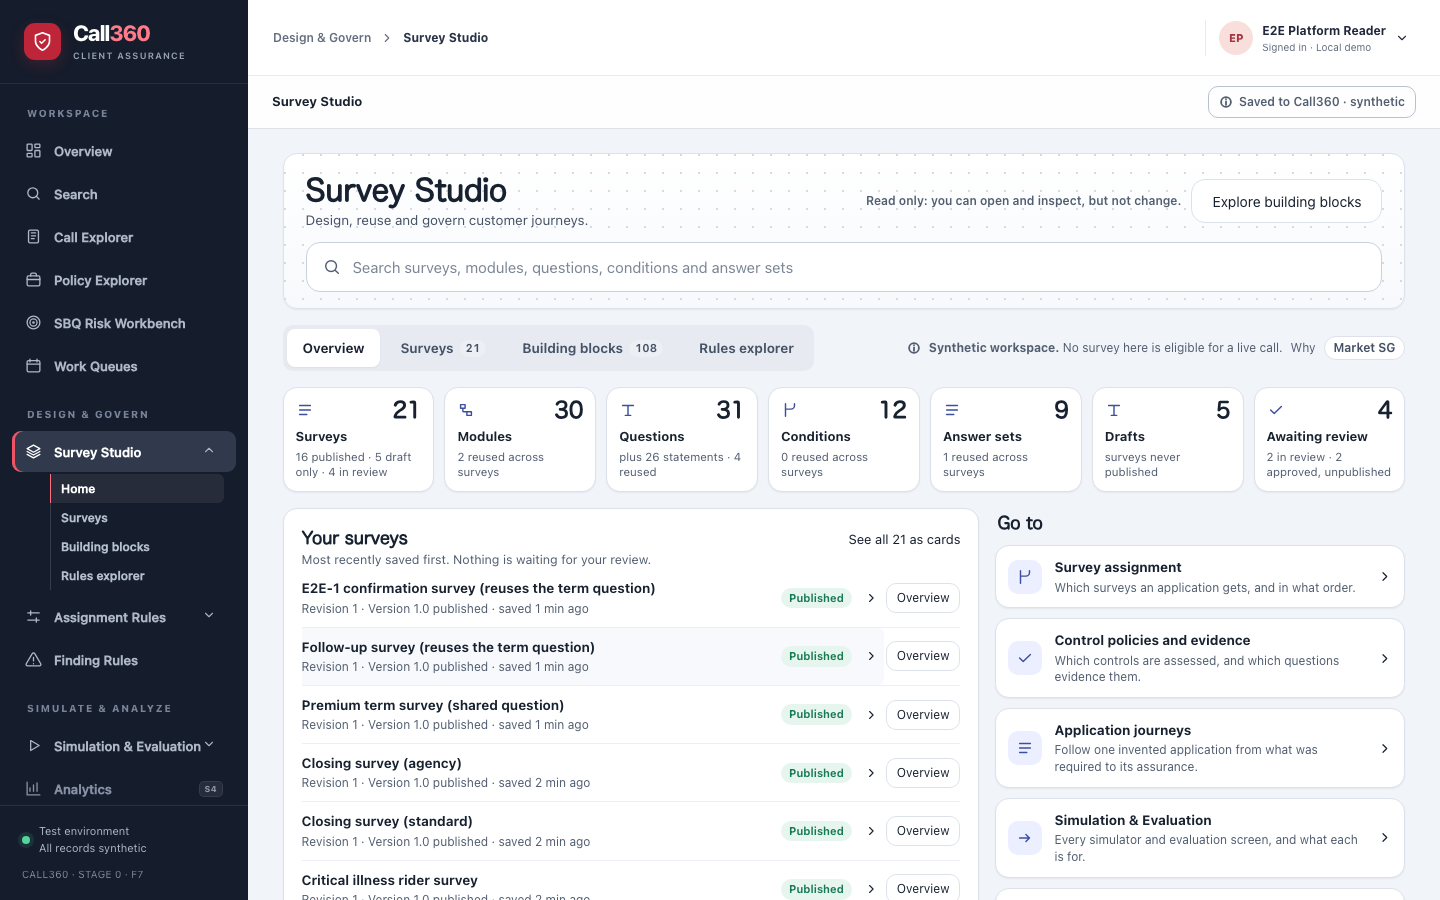 Call360
CLIENT ASSURANCE
WORKSPACE
Overview
Search
Call Explorer
Policy Explorer
SBQ Risk Workbench
Work Queues
DESIGN & GOVERN
Survey Studio
Home
Surveys
Building blocks
Rules explorer
Assignment Rules
Finding Rules
SIMULATE & ANALYZE
Simulation & Evaluation
Analytics S4
Test environment
All records synthetic
CALL360 · STAGE 0 · F7
Design & Govern > Survey Studio
EP
E2E Platform Reader
Signed in · Local demo
Survey Studio
Saved to Call360 · synthetic
Survey Studio
Design, reuse and govern customer journeys.
Read only: you can open and inspect, but not change.
Explore building blocks
Search surveys, modules, questions, conditions and answer sets
Overview
Surveys 21
Building blocks 108
Rules explorer
Synthetic workspace. No survey here is eligible for a live call. Why
Market SG
21
Surveys
16 published · 5 draft
only · 4 in review
30
Modules
2 reused across
surveys
31
Questions
plus 26 statements · 4
reused
12
Conditions
0 reused across
surveys
9
Answer sets
1 reused across
surveys
5
Drafts
surveys never
published
4
Awaiting review
2 in review · 2
approved, unpublished
Your surveys
Most recently saved first. Nothing is waiting for your review.
See all 21 as cards
E2E-1 confirmation survey (reuses the term question)
Revision 1 · Version 1.0 published · saved 1 min ago
Published
Overview
Follow-up survey (reuses the term question)
Revision 1 · Version 1.0 published · saved 1 min ago
Published
Overview
Premium term survey (shared question)
Revision 1 · Version 1.0 published · saved 1 min ago
Published
Overview
Closing survey (agency)
Revision 1 · Version 1.0 published · saved 2 min ago
Published
Overview
Closing survey (standard)
Revision 1 · Version 1.0 published · saved 2 min ago
Published
Overview
Critical illness rider survey
Revision 1 · Version 1.0 published · saved 2 min ago
Published
Overview
Go to
Survey assignment
Which surveys an application gets, and in what order.
Control policies and evidence
Which controls are assessed, and which questions
evidence them.
Application journeys
Follow one invented application from what was
required to its assurance.
Simulation & Evaluation
Every simulator and evaluation screen, and what each
is for.